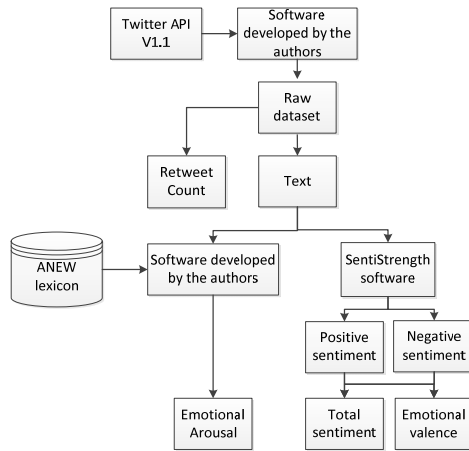 Twitter API
V1.1
Software
developed by the
authors
Raw
dataset
Retweet
Count
Text
ANEW
lexicon
Software developed
by the authors
SentiStrength
software
Positive
sentiment
Negative
sentiment
Emotional
Arousal
Total
sentiment
Emotional
valence